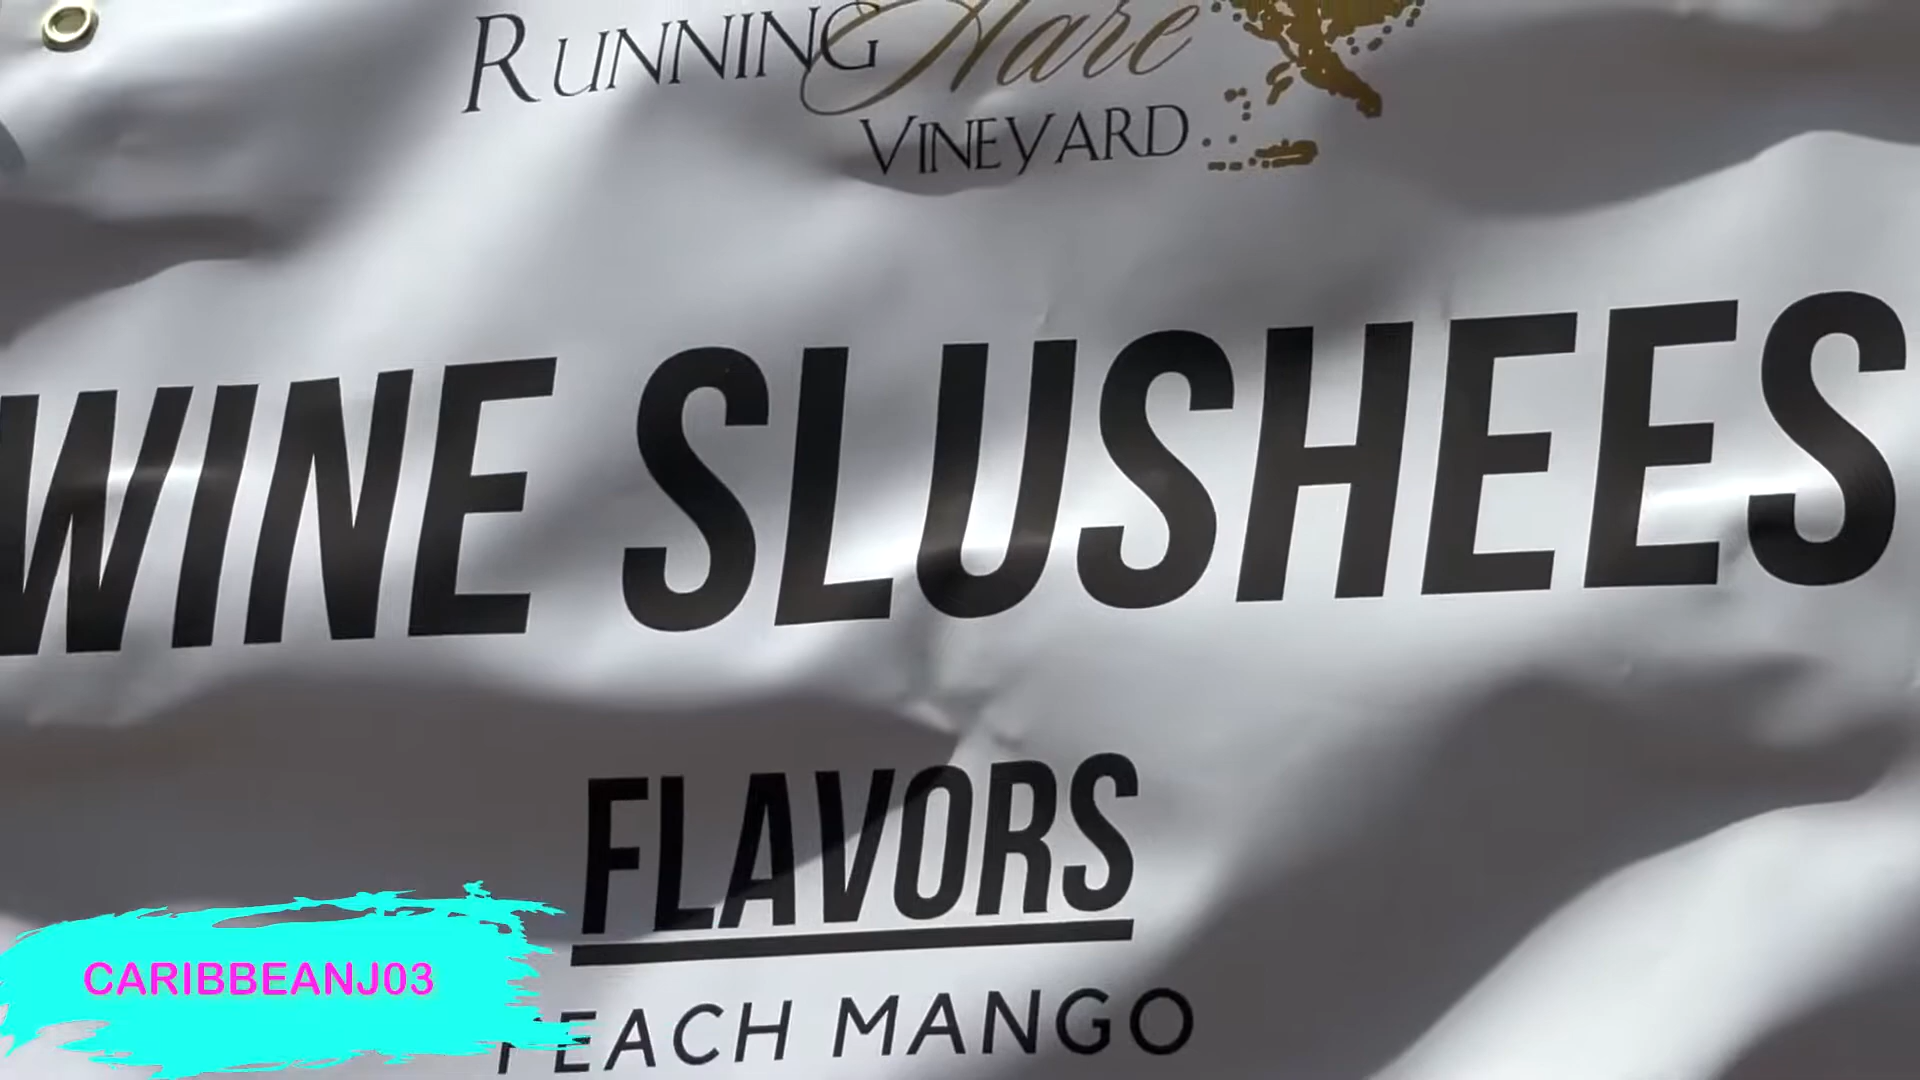 RUNNING Hare
VINEYARD
WINE SLUSHEES
FLAVORS
CARIBBEANJ03
PEACH MANGO